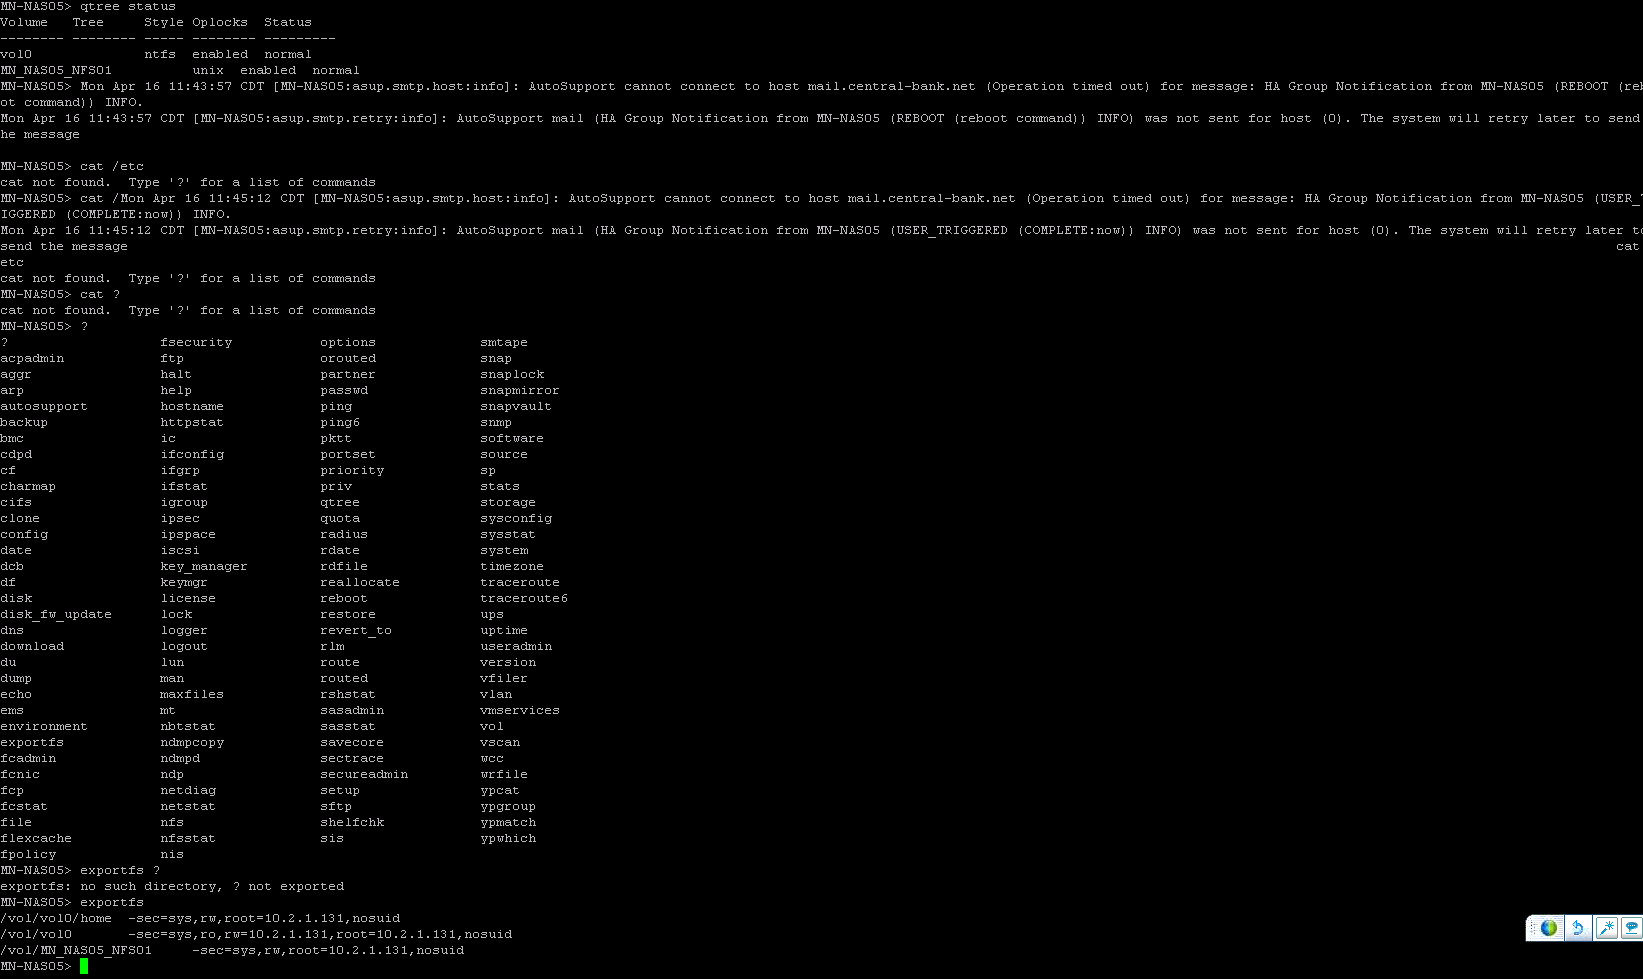 MN-NAS05> qtree status
Volume   Tree     Style Oplocks  Status
-------- -------- ----- -------- ---------
vol0              ntfs  enabled  normal
MN_NAS05_NFS01          unix  enabled  normal
MN-NAS05> Mon Apr 16 11:43:57 CDT [MN-NAS05:asup.smtp.host:info]: AutoSupport cannot connect to host mail.central-bank.net (Operation timed out) for message: HA Group Notification from MN-NAS05 (REBOOT (reb
ot command)) INFO.
Mon Apr 16 11:43:57 CDT [MN-NAS05:asup.smtp.retry:info]: AutoSupport mail (HA Group Notification from MN-NAS05 (REBOOT (reboot command)) INFO) was not sent for host (0). The system will retry later to send
he message
MN-NAS05> cat /etc
cat not found.  Type '?' for a list of commands
MN-NAS05> cat /Mon Apr 16 11:45:12 CDT [MN-NAS05:asup.smtp.host:info]: AutoSupport cannot connect to host mail.central-bank.net (Operation timed out) for message: HA Group Notification from MN-NAS05 (USER_T
IGGERED (COMPLETE:now)) INFO.
Mon Apr 16 11:45:12 CDT [MN-NAS05:asup.smtp.retry:info]: AutoSupport mail (HA Group Notification from MN-NAS05 (USER_TRIGGERED (COMPLETE:now)) INFO) was not sent for host (0). The system will retry later to
send the message cat
etc
cat not found.  Type '?' for a list of commands
MN-NAS05> cat ?
cat not found.  Type '?' for a list of commands
MN-NAS05> ?
?                   fsecurity           options             smtape
acpadmin            ftp                 orouted             snap
aggr                halt                partner             snaplock
arp                 help                passwd              snapmirror
autosupport         hostname            ping                snapvault
backup              httpstat            ping6               snmp
bmc                 ic                  pktt                software
cdpd                ifconfig            portset             source
cf                  ifgrp               priority            sp
charmap             ifstat              priv                stats
cifs                igroup              qtree               storage
clone               ipsec               quota               sysconfig
config              ipspace             radius              sysstat
date                iscsi               rdate               system
dcb                 key_manager         rdfile              timezone
df                  keymgr              reallocate          traceroute
disk                license             reboot              traceroute6
disk_fw_update      lock                restore             ups
dns                 logger              revert_to           uptime
download            logout              rlm                 useradmin
du                  lun                 route               version
dump                man                 routed              vfiler
echo                maxfiles            rshstat             vlan
ems                 mt                  sasadmin            vmservices
environment         nbtstat             sasstat             vol
exportfs            ndmpcopy            savecore            vscan
fcadmin             ndmpd               sectrace            wcc
fcnic               ndp                 secureadmin         wrfile
fcp                 netdiag             setup               ypcat
fcstat              netstat             sftp                ypgroup
file                nfs                 shelfchk            ypmatch
flexcache           nfsstat             sis                 ypwhich
fpolicy             nis
MN-NAS05> exportfs ?
exportfs: no such directory, ? not exported
MN-NAS05> exportfs
/vol/vol0/home  -sec=sys,rw,root=10.2.1.131,nosuid
/vol/vol0       -sec=sys,ro,rw=10.2.1.131,root=10.2.1.131,nosuid
/vol/MN_NAS05_NFS01     -sec=sys,rw,root=10.2.1.131,nosuid
MN-NAS05>